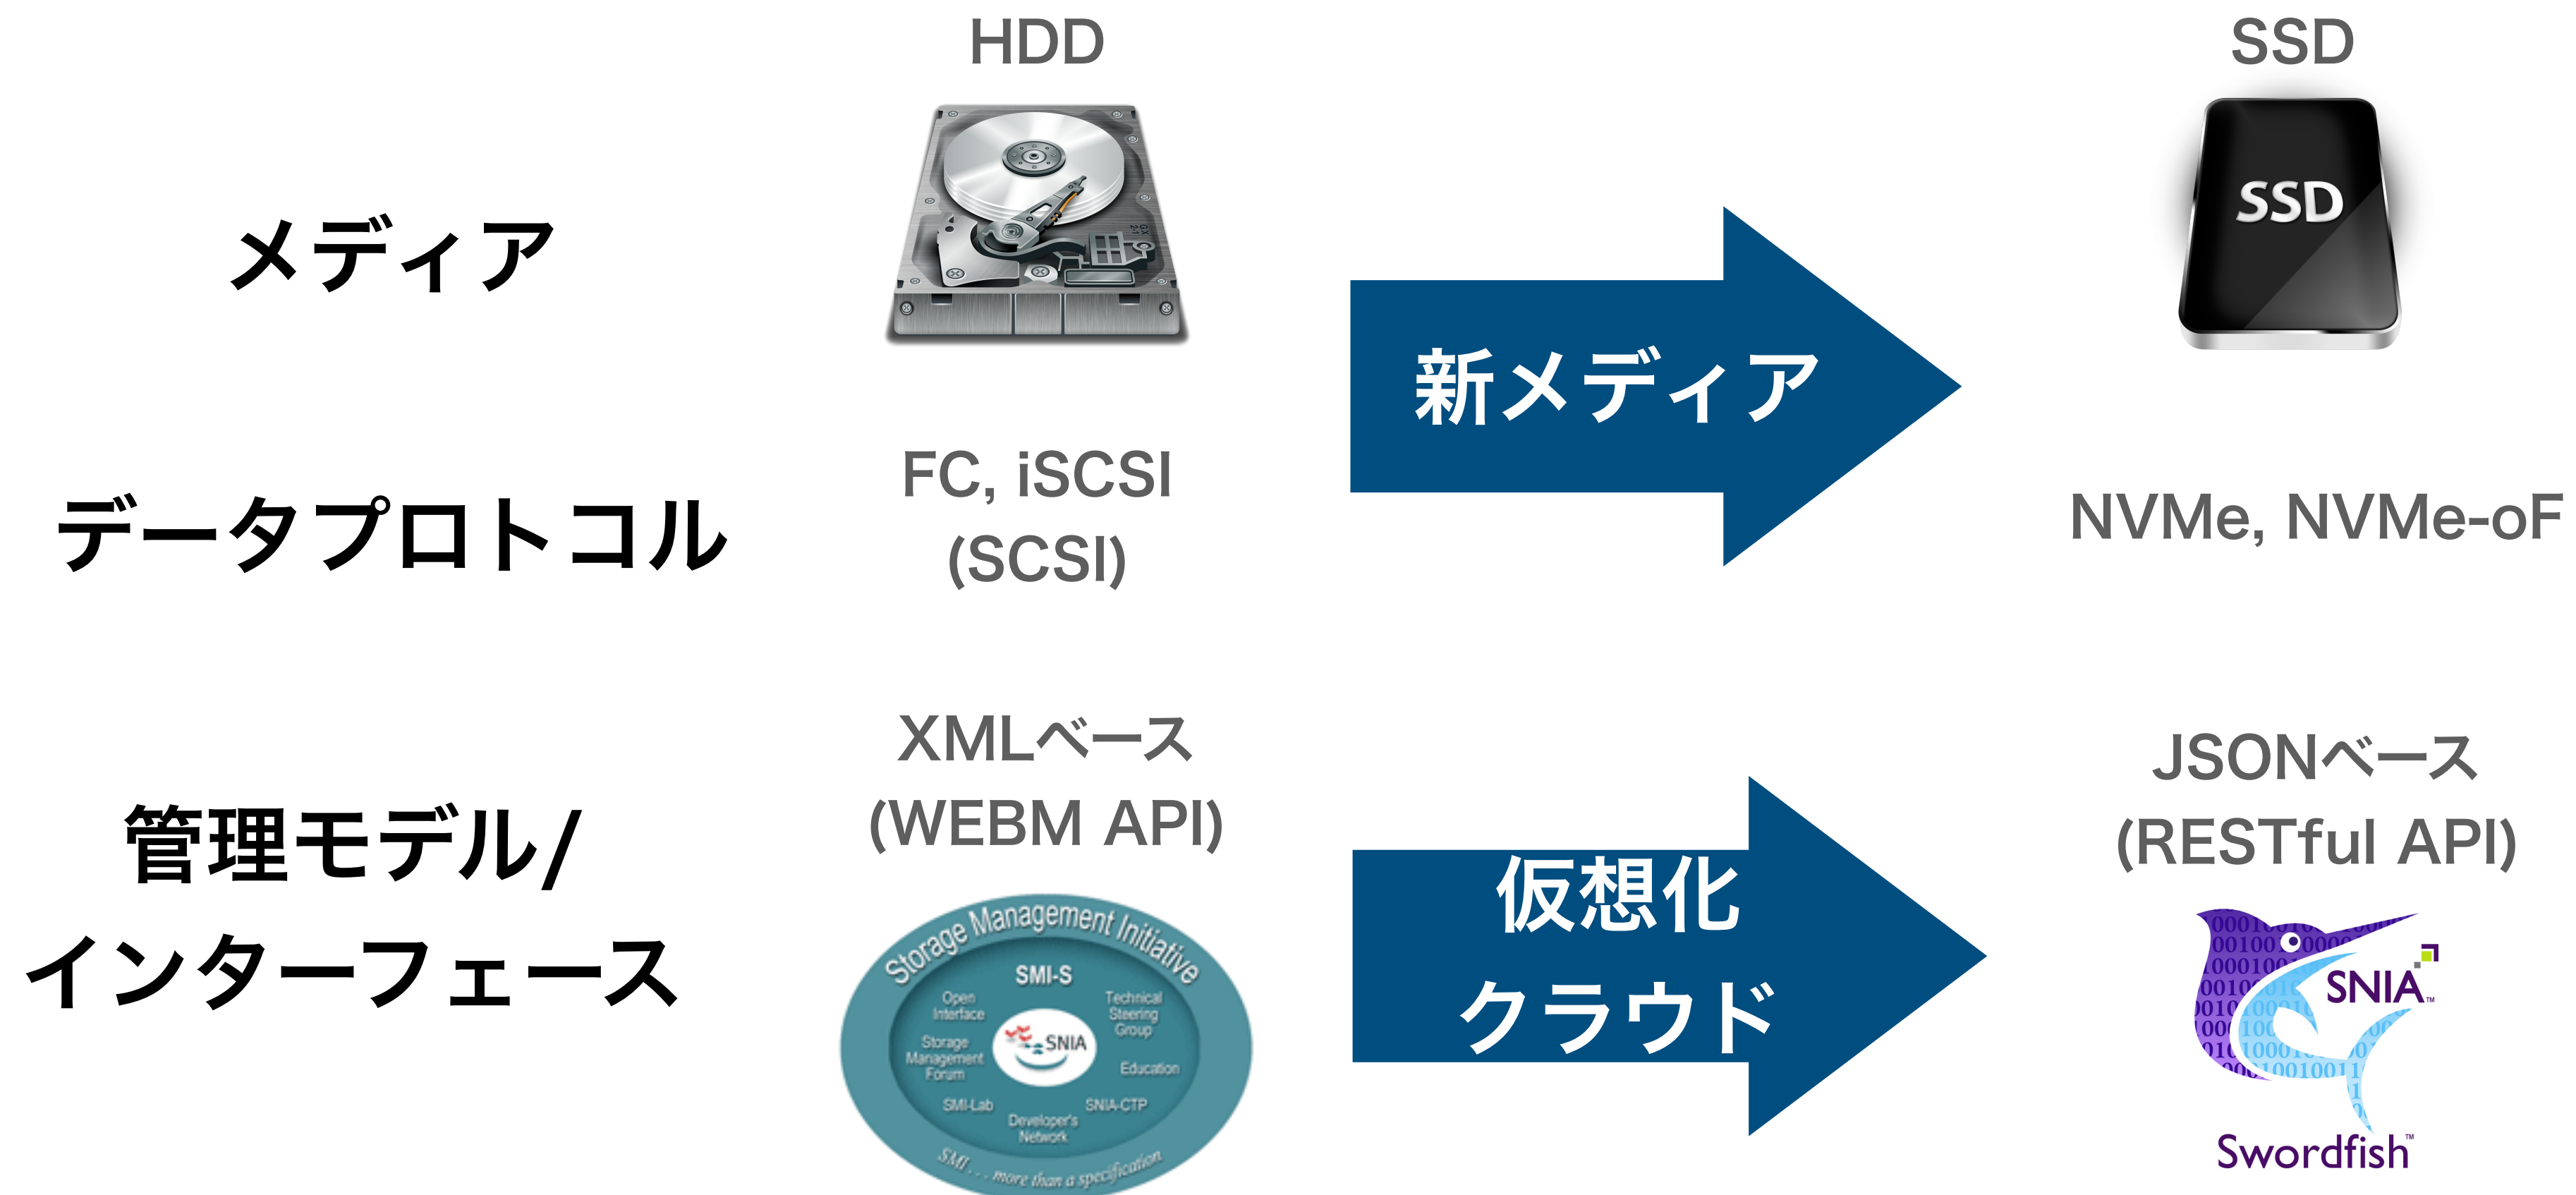 HDD
SSD
SSD
メディア
新メディア
データプロトコル
FC, iSCSI
(SCSI)
NVMe, NVMe-oF
管理モデル/
インターフェース
XMLベース
(WEBM API)
Storage Management Initiative
SMI-S
Open
Interface
Technical
Steering
Group
SNIA
Storage
Management
Forum
Education
SMI-Lab
SNIA-CTP
Developer's
Network
SMI . . . more than a specification
仮想化
クラウド
JSONベース
(RESTful API)
SNIA™
Swordfish™